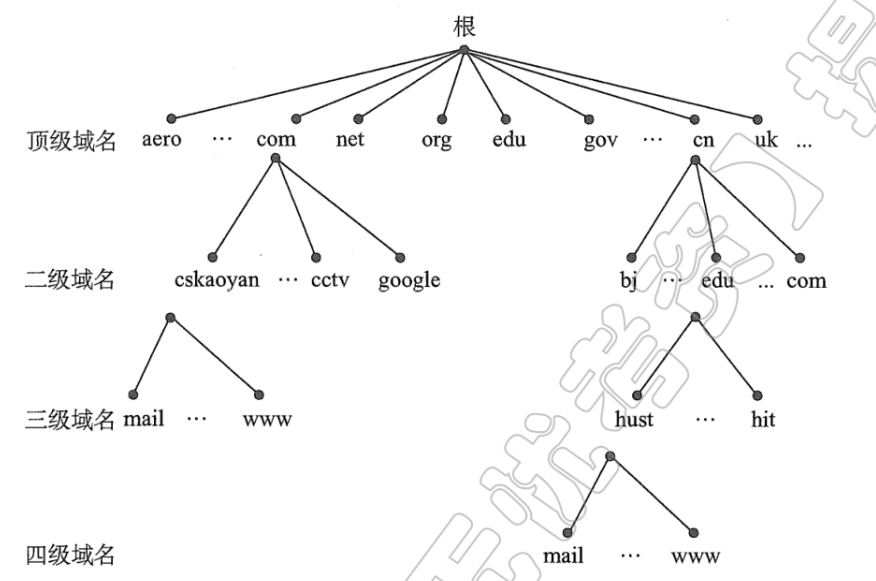 根
顶级域名 aero … com net org edu gov … cn uk ...
二级域名 cskaoyan … cctv google bj … edu ... com
三级域名 mail … www hust … hit
四级域名 mail … www